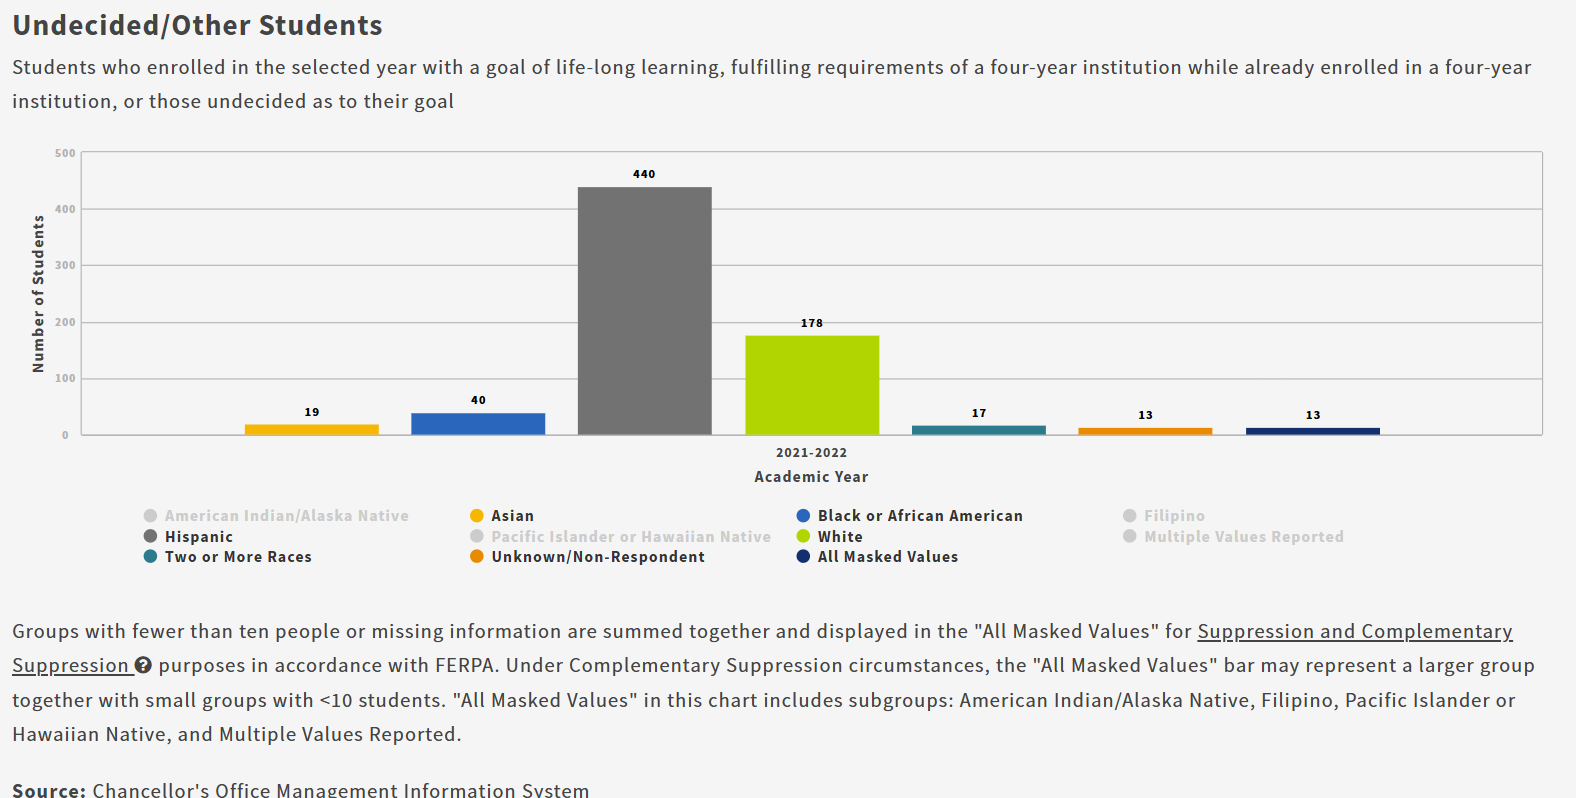 Undecided/Other Students
Students who enrolled in the selected year with a goal of life-long learning, fulfilling requirements of a four-year institution while already enrolled in a four-year
institution, or those undecided as to their goal
500
400
300
200
100
0
Number of Students
19
40
440
178
17
13
13
2021-2022
Academic Year
American Indian/Alaska Native
Asian
Black or African American
Filipino
Hispanic
Pacific Islander or Hawaiian Native
White
Multiple Values Reported
Two or More Races
Unknown/Non-Respondent
All Masked Values
Groups with fewer than ten people or missing information are summed together and displayed in the "All Masked Values" for Suppression and Complementary
Suppression ? purposes in accordance with FERPA. Under Complementary Suppression circumstances, the "All Masked Values" bar may represent a larger group
together with small groups with <10 students. "All Masked Values" in this chart includes subgroups: American Indian/Alaska Native, Filipino, Pacific Islander or
Hawaiian Native, and Multiple Values Reported.
Source: Chancellor's Office Management Information System